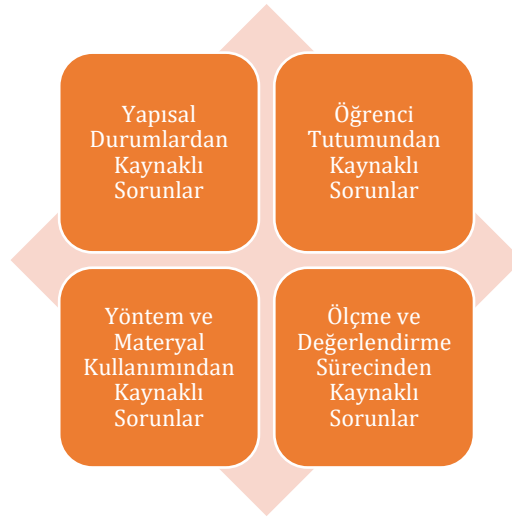 Yapısal
Durumlardan
Kaynaklı
Sorunlar
Öğrenci
Tutumundan
Kaynaklı
Sorunlar
Yöntem ve
Materyal
Kullanımından
Kaynaklı
Sorunlar
Ölçme ve
Değerlendirme
Sürecinden
Kaynaklı
Sorunlar